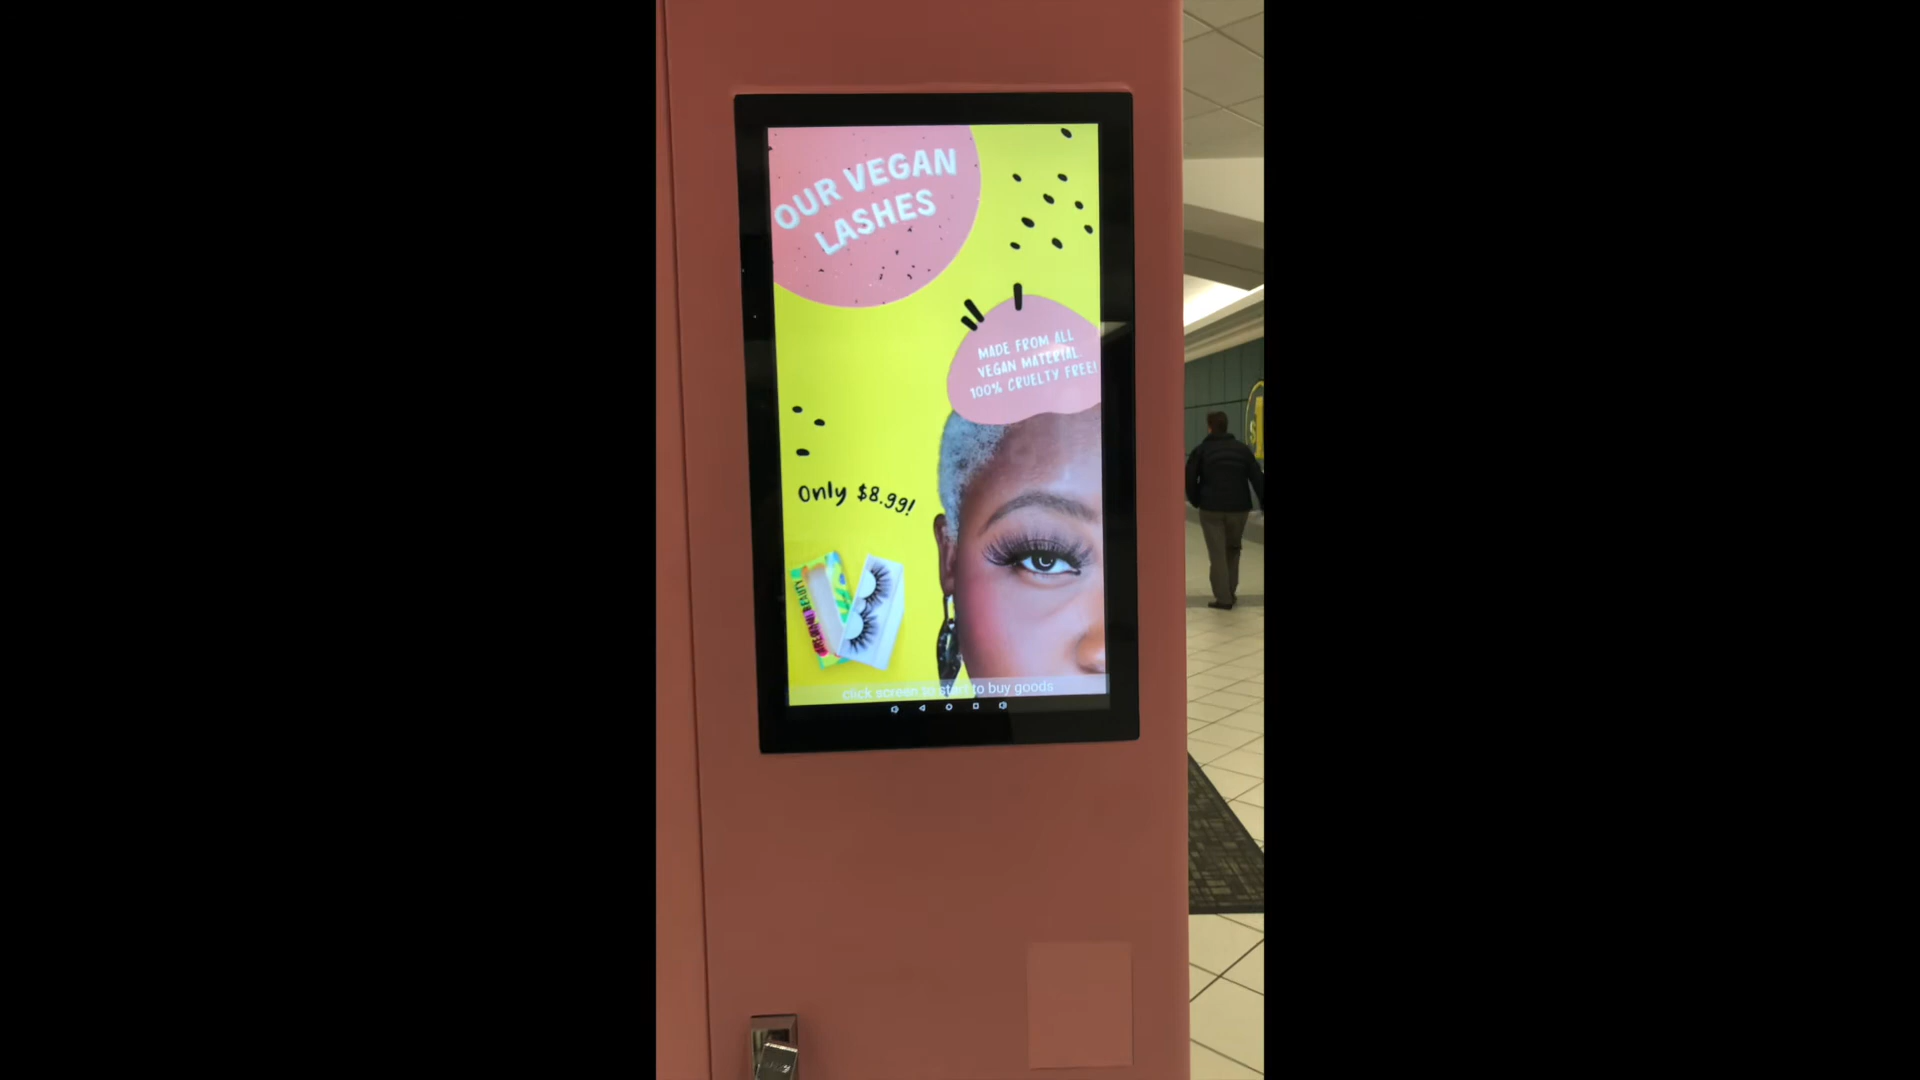 OUR VEGAN
LASHES
MADE FROM ALL
VEGAN MATERIAL.
100% CRUELTY FREE!
Only $8.99!
BEAUTY
click screen to start to buy goods